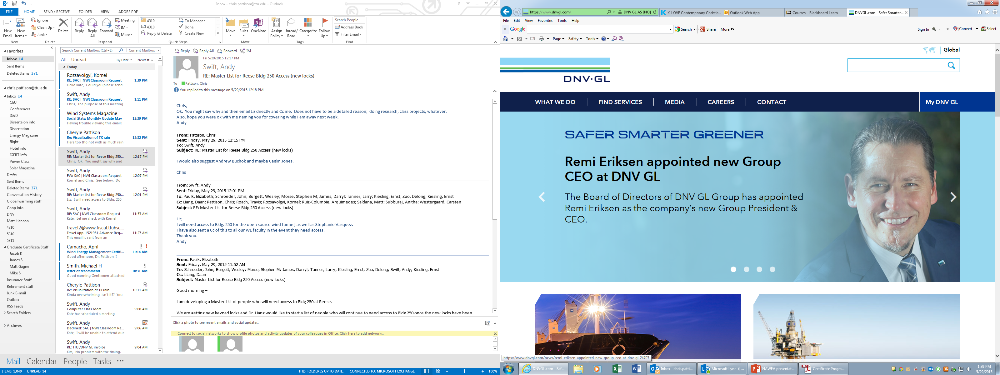 Inbox - chris.pattison@ttu.edu - Outlook
FILE HOME SEND / RECEIVE FOLDER VIEW ADOBE PDF
New Email
New Items
Ignore
Clean Up
Junk
Delete
Reply
Reply All
Forward
Meeting
IM
More
4310
4310
Reply & Delete
To Manager
Done
Create New
Move
Rules
OneNote
Assign Policy
Unread/ Read
Categorize
Follow Up
Search People
Address Book
Filter Email
New Delete Respond Quick Steps Move Tags Find
Favorites
Inbox 14
Sent Items
Deleted Items 371
chris.pattison@ttu.edu
Inbox 14
CEU
Conferences
D&D
Dissertaion info
Dissertation
Energy Magazine
flight
Hotel info
IGERT info
Power Class
Solar Magazine
Drafts
Sent Items
Deleted Items 371
Conversation History
Global warming stuff
Coop info
DNV
Matt Hannan
4310
5310
5311
Graduate Certificate Stuff
Jacob K
James S
Matt Gagne
Mike S
Insurance Stuff
Retirement stuff
Junk E-mail
Outbox
RSS Feeds
Search Folders
Archives
Search Current Mailbox (Ctrl+E) Current Mailbox
All Unread By Date Newest
Today
Rozsavolgyi, Kornel
RE: SAC | NWI Classroom Request 1:39 PM
Hello Kate, Could you please send
Swift, Andy
RE: SAC | NWI Classroom Request 1:11 PM
Chris, The purpose of this meeting
Wind Systems Magazine
Social Stats: Monthly Update May 12:39 PM
Having trouble viewing this email?
Cheryle Pattison
Re: Visualization of TX rain 12:32 PM
Here too tho not with as much rain
Swift, Andy
RE: Master List for Reese Bldg 250... 12:17 PM
Chris, Ok. You might say why and
Swift, Andy
FW: SAC | NWI Classroom Request 12:07 PM
Kornel and Chris; See below. Do
Swift, Andy
RE: Master List for Reese Bldg 250... 12:01 PM
Liz; I will need access to Bldg. 250
Swift, Andy
RE: SAC | NWI Classroom Request 11:53 AM
Kate, Let me check with Kornel
travel2@www.fiscal.ttuhsc....
Travel App. 1521931 Advance Req... 11:27 AM
This email is sent from an
Camacho, April
Wind Energy Management Certifi... 11:14 AM
Good afternoon, Dr. Pattison I
Smith, Michael H
letter of recommend 10:31 AM
Good morning Gentlemen-attached
Cheryle Pattison
Re: Visualization of TX rain 10:11 AM
Kinda overwhelming, isn't it?? You
Swift, Andy
Computer Class room 9:08 AM
Kate has scheduled a meeting
Swift, Andy
Declined: SAC | NWI Classroom Re... 9:06 AM
Kate, I will be unable to attend due
Swift, Andy
RE: TTU /DNV GL invoice 9:04 AM
Kim, No problem with the timing.
Reply Reply All Forward IM
Fri 5/29/2015 12:17 PM
Swift, Andy
RE: Master List for Reese Bldg 250 Access (new locks)
To Pattison, Chris
You replied to this message on 5/29/2015 12:18 PM.
Chris,
Ok. You might say why and then email Liz directly and Cc me. Does not have to be a detailed reason; doing research, class projects, whatever.
Also, hope you were ok with me naming you for covering while I am away next week.
Andy
From: Pattison, Chris
Sent: Friday, May 29, 2015 12:15 PM
To: Swift, Andy
Subject: RE: Master List for Reese Bldg 250 Access (new locks)
I would also suggest Andrew Buchok and maybe Caitlin Jones.
Chris
From: Swift, Andy
Sent: Friday, May 29, 2015 12:01 PM
To: Paulk, Elizabeth; Schroeder, John; Burgett, Wesley; Morse, Stephen M; James, Darryl; Tanner, Larry; Kiesling, Ernst; Zuo, Delong; Kiesling, Ernst
Cc: Liang, Daan; Pattison, Chris; Roach, Travis; Rozsavolgyi, Kornel; Ruiz-Columbie, Arquimedes; Saldana, Matt; Subburaj, Anitha; Westergaard, Carsten
Subject: RE: Master List for Reese Bldg 250 Access (new locks)
Liz;
I will need access to Bldg. 250 for the open source wind tunnel, as well as Stephanie Vasquez.
I have also sent a Cc of this to all our WE faculty in the event they need access.
Thank you.
Andy
From: Paulk, Elizabeth
Sent: Friday, May 29, 2015 11:52 AM
To: Schroeder, John; Burgett, Wesley; Morse, Stephen M; James, Darryl; Tanner, Larry; Kiesling, Ernst; Zuo, Delong; Swift, Andy; Kiesling, Ernst
Cc: Liang, Daan
Subject: Master List for Reese Bldg 250 Access (new locks)
Good morning –
I am developing a Master List of people who will need access to Bldg 250 at Reese.
We are getting new keypad locks and Dr. Liang would like to start a list of people who will continue to need access to Bldg 250 once the new locks have been
Click a photo to see recent emails and social updates.
Connect to social networks to show profile photos and activity updates of your colleagues in Office. Click here to add networks.
Mail Calendar People Tasks ...
ITEMS: 1,040 UNREAD: 14 THIS FOLDER IS UP TO DATE. CONNECTED TO: MICROSOFT EXCHANGE 100%
https://www.dnvgl.com/ DNV GL AS [NO] K-LOVE Contemporary Christia... Outlook Web App Courses – Blackboard Learn DNVGL.com - Safer Smarter...
File Edit View Favorites Tools Help
Google Search Share More Sign In Convert Select
Page Safety Tools
Global
DNV·GL
WHAT WE DO FIND SERVICES MEDIA CAREERS CONTACT My DNV GL
SAFER SMARTER GREENER
Remi Eriksen appointed new Group
CEO at DNV GL
The Board of Directors of DNV GL Group has appointed
Remi Eriksen as the company's new Group President &
CEO.
https://www.dnvgl.com/news/remi-eriksen-appointed-new-group-ceo-at-dnv-gl-24707
DNVGL.com - Saf... Inbox - chris.patti... Microsoft Lync (L... NAWEA presentat... Certificate Progra...
1:39 PM
5/29/2015